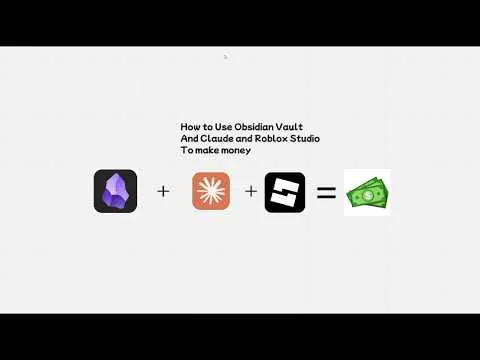 How to Use Obsidian Vault
And Claude and Roblox Studio
To make money
+ + =